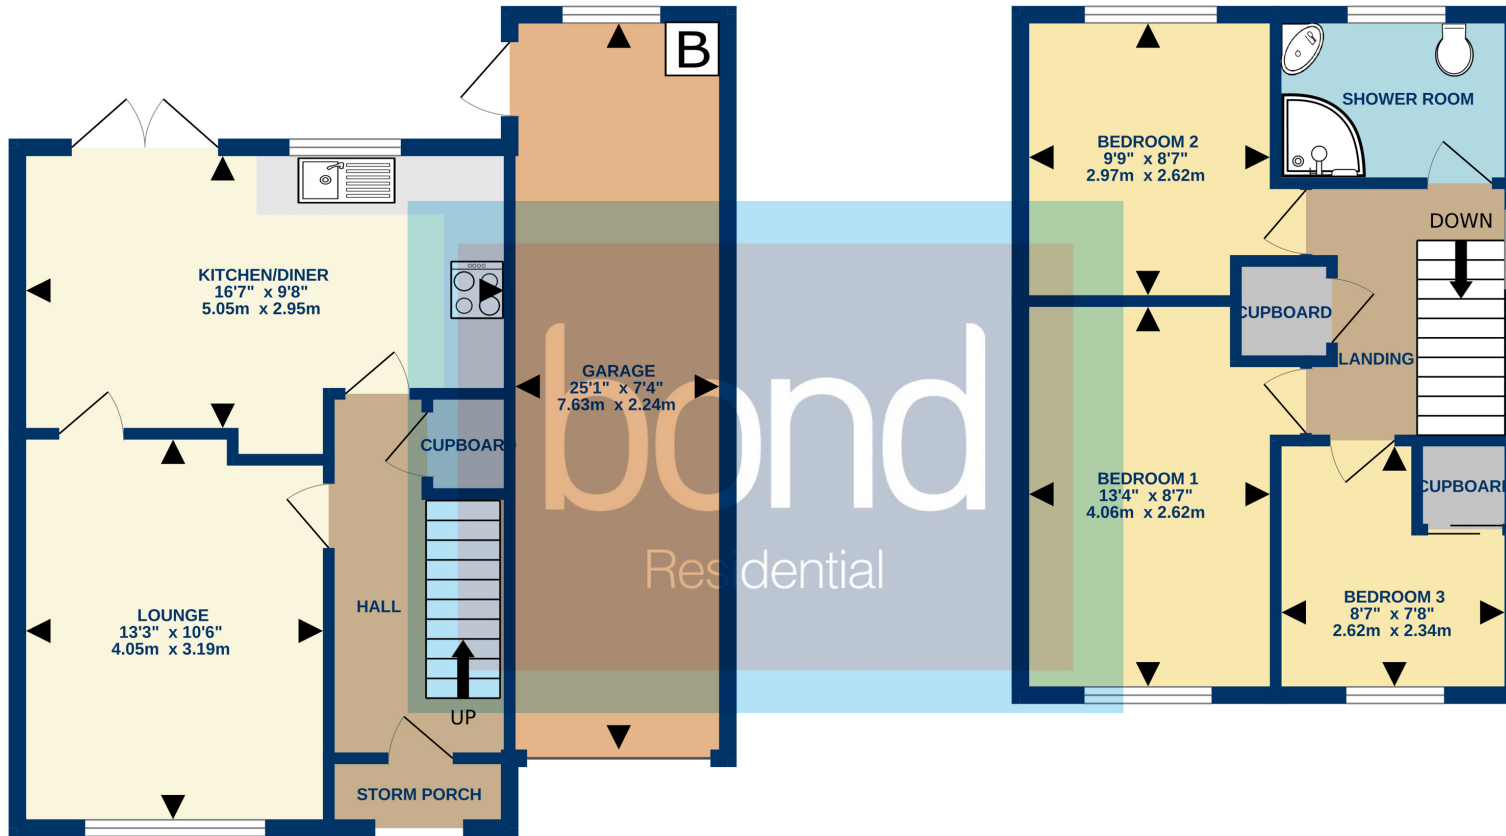 B
KITCHEN/DINER
16'7" x 9'8"
5.05m x 2.95m
GARAGE
25'1" x 7'4"
7.63m x 2.24m
CUPBOARD
LOUNGE
13'3" x 10'6"
4.05m x 3.19m
HALL
UP
STORM PORCH
bond
Residential
BEDROOM 2
9'9" x 8'7"
2.97m x 2.62m
SHOWER ROOM
DOWN
CUPBOARD
LANDING
BEDROOM 1
13'4" x 8'7"
4.06m x 2.62m
CUPBOARD
BEDROOM 3
8'7" x 7'8"
2.62m x 2.34m